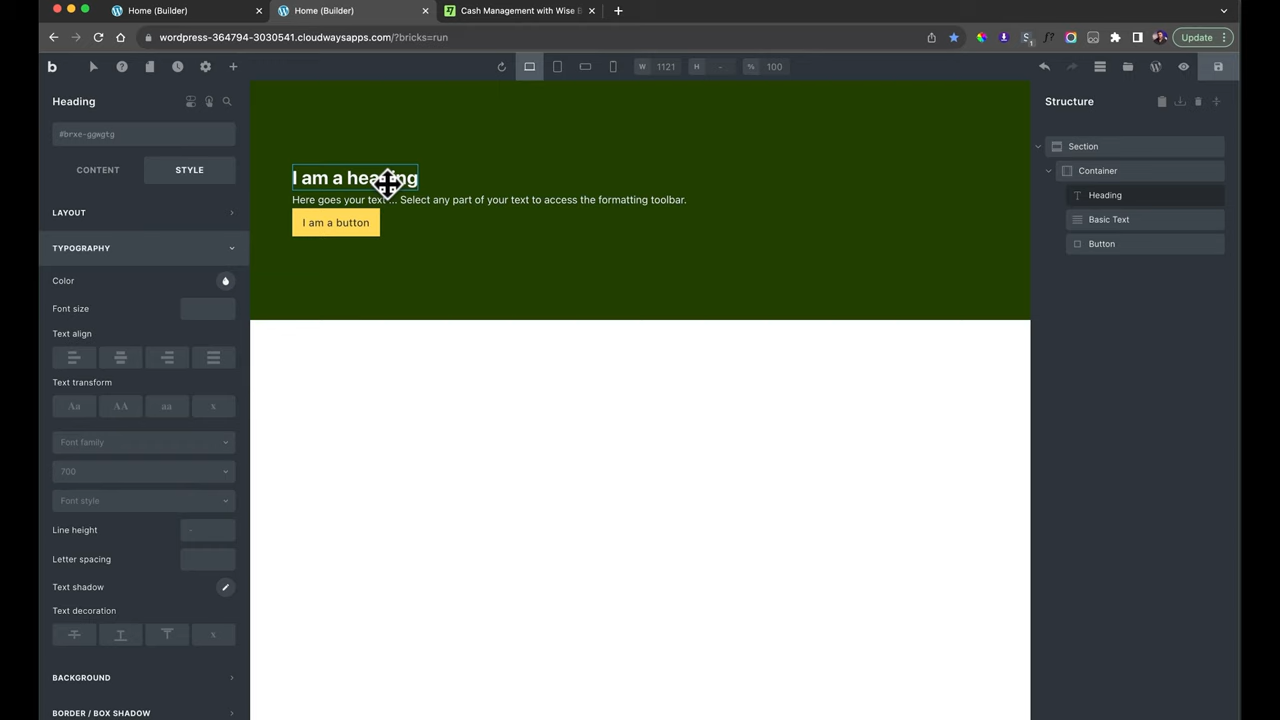 Home (Builder)
Home (Builder)
Cash Management with Wise B
wordpress-364794-3030541.cloudwaysapps.com/?bricks=run
Update
b
W 1121 H - % 100
Heading
#brxe-ggwgtg
CONTENT
STYLE
LAYOUT
TYPOGRAPHY
Color
Font size
Text align
Text transform
Aa AA aa x
Font family
700
Font style
Line height -
Letter spacing
Text shadow
Text decoration
x
BACKGROUND
BORDER / BOX SHADOW
I am a heading
Here goes your text ... Select any part of your text to access the formatting toolbar.
I am a button
Structure
Section
Container
Heading
Basic Text
Button